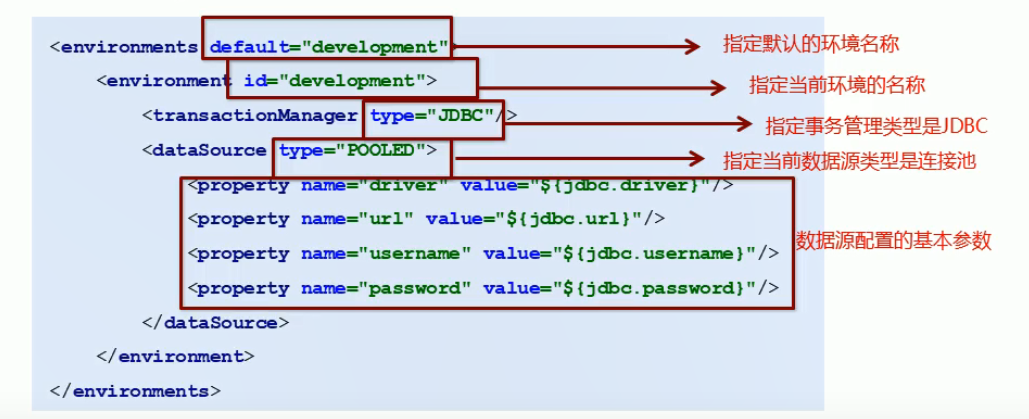 <environments default="development"> 指定默认的环境名称
<environment id="development"> 指定当前环境的名称
<transactionManager type="JDBC"/> 指定事务管理类型是JDBC
<dataSource type="POOLED"> 指定当前数据源类型是连接池
<property name="driver" value="${jdbc.driver}"/>
<property name="url" value="${jdbc.url}"/>
<property name="username" value="${jdbc.username}"/> 数据源配置的基本参数
<property name="password" value="${jdbc.password}"/>
</dataSource>
</environment>
</environments>